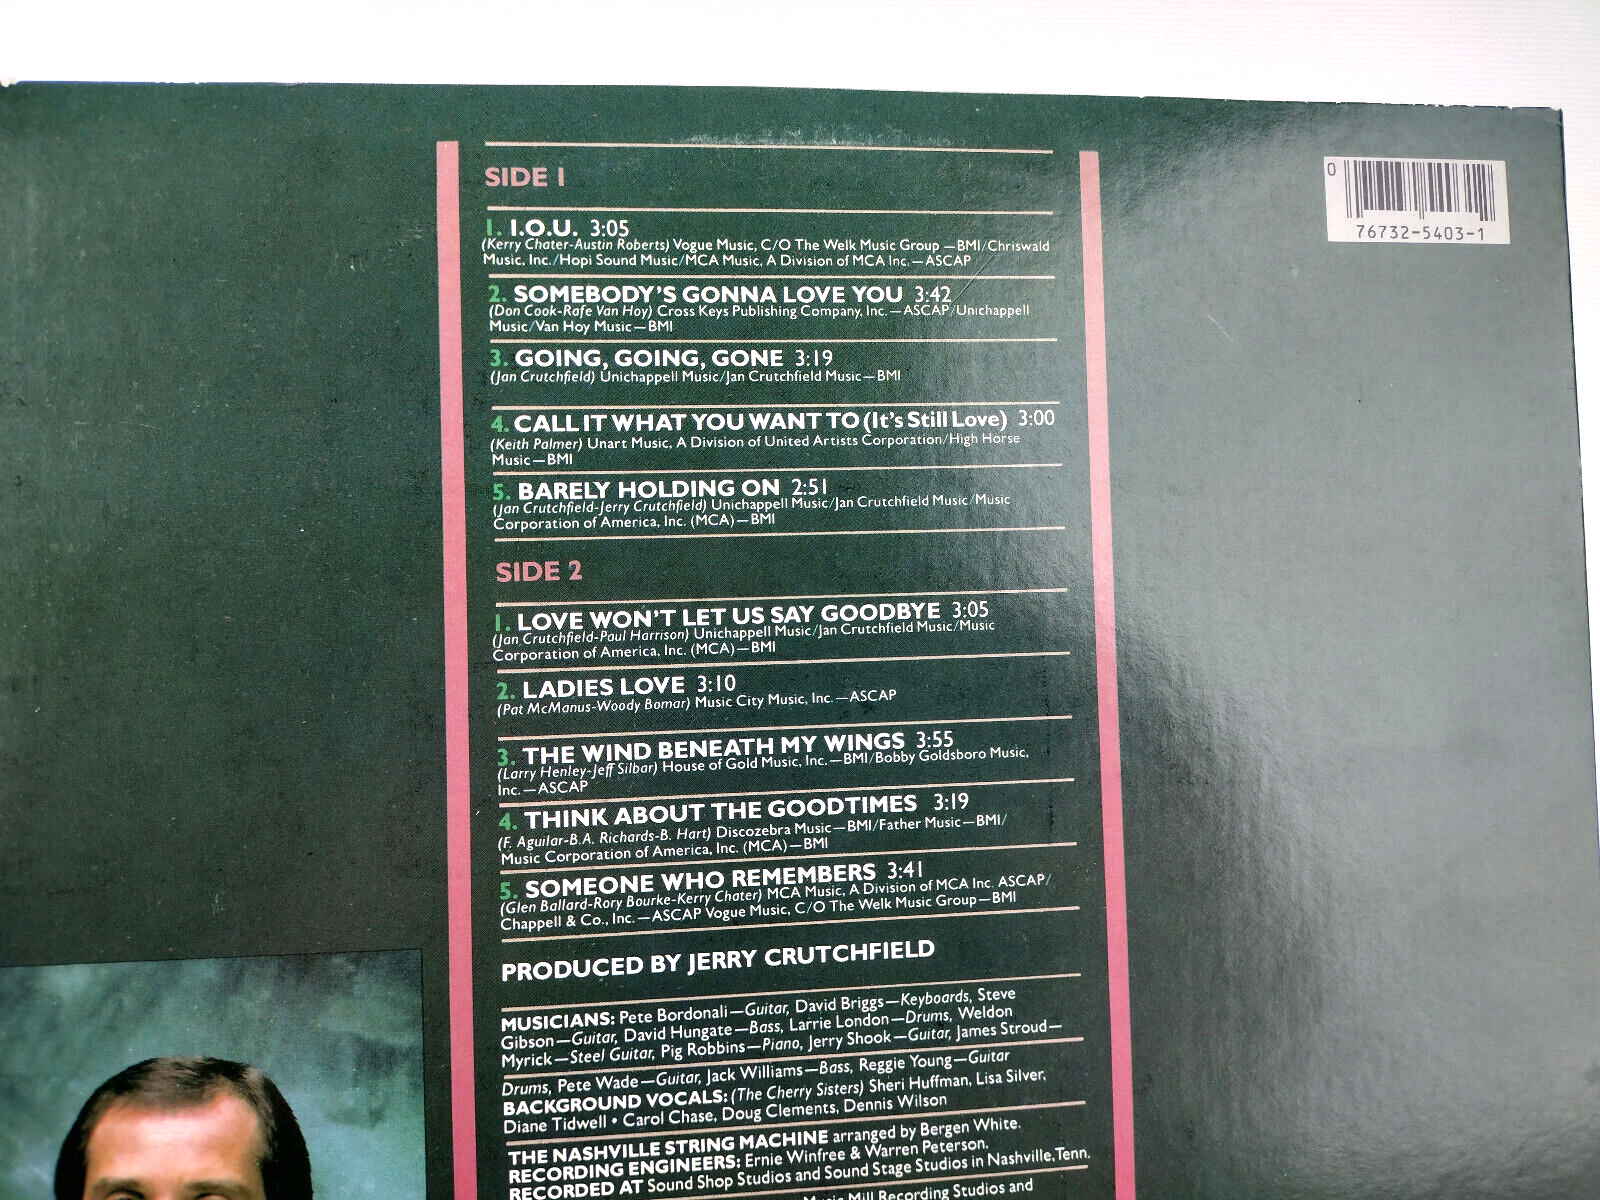 SIDE 1
1. I.O.U. 3:05
(Kerry Chater-Austin Roberts) Vogue Music, C/O The Welk Music Group —BMI/Chriswald
Music, Inc./Hopi Sound Music/MCA Music, A Division of MCA Inc.—ASCAP
2. SOMEBODY'S GONNA LOVE YOU 3:42
(Don Cook-Rafe Van Hoy) Cross Keys Publishing Company, Inc.—ASCAP/Unichappell
Music/Van Hoy Music—BMI
3. GOING, GOING, GONE 3:19
(Jan Crutchfield) Unichappell Music/Jan Crutchfield Music—BMI
4. CALL IT WHAT YOU WANT TO (It's Still Love) 3:00
(Keith Palmer) Unart Music, A Division of United Artists Corporation/High Horse
Music—BMI
5. BARELY HOLDING ON 2:51
(Jan Crutchfield-Jerry Crutchfield) Unichappell Music/Jan Crutchfield Music/Music
Corporation of America, Inc. (MCA)—BMI
SIDE 2
1. LOVE WON'T LET US SAY GOODBYE 3:05
(Jan Crutchfield-Paul Harrison) Unichappell Music/Jan Crutchfield Music/Music
Corporation of America, Inc. (MCA)—BMI
2. LADIES LOVE 3:10
(Pat McManus-Woody Bomar) Music City Music, Inc.—ASCAP
3. THE WIND BENEATH MY WINGS 3:55
(Larry Henley-Jeff Silbar) House of Gold Music, Inc.—BMI/Bobby Goldsboro Music,
Inc.—ASCAP
4. THINK ABOUT THE GOODTIMES 3:19
(F. Aguilar-B.A. Richards-B. Hart) Discozebra Music—BMI/Father Music—BMI/
Music Corporation of America, Inc. (MCA)—BMI
5. SOMEONE WHO REMEMBERS 3:41
(Glen Ballard-Rory Bourke-Kerry Chater) MCA Music, A Division of MCA Inc. ASCAP/
Chappell & Co., Inc.—ASCAP Vogue Music, C/O The Welk Music Group—BMI
PRODUCED BY JERRY CRUTCHFIELD
MUSICIANS: Pete Bordonali—Guitar, David Briggs—Keyboards, Steve
Gibson—Guitar, David Hungate—Bass, Larrie London—Drums, Weldon
Myrick—Steel Guitar, Pig Robbins—Piano, Jerry Shook—Guitar, James Stroud—
Drums, Pete Wade—Guitar, Jack Williams—Bass, Reggie Young—Guitar
BACKGROUND VOCALS: (The Cherry Sisters) Sheri Huffman, Lisa Silver,
Diane Tidwell • Carol Chase, Doug Clements, Dennis Wilson
THE NASHVILLE STRING MACHINE arranged by Bergen White.
RECORDING ENGINEERS: Ernie Winfree & Warren Peterson.
RECORDED AT Sound Shop Studios and Sound Stage Studios in Nashville, Tenn.
Music Mill Recording Studios and
0 76732-5403-1